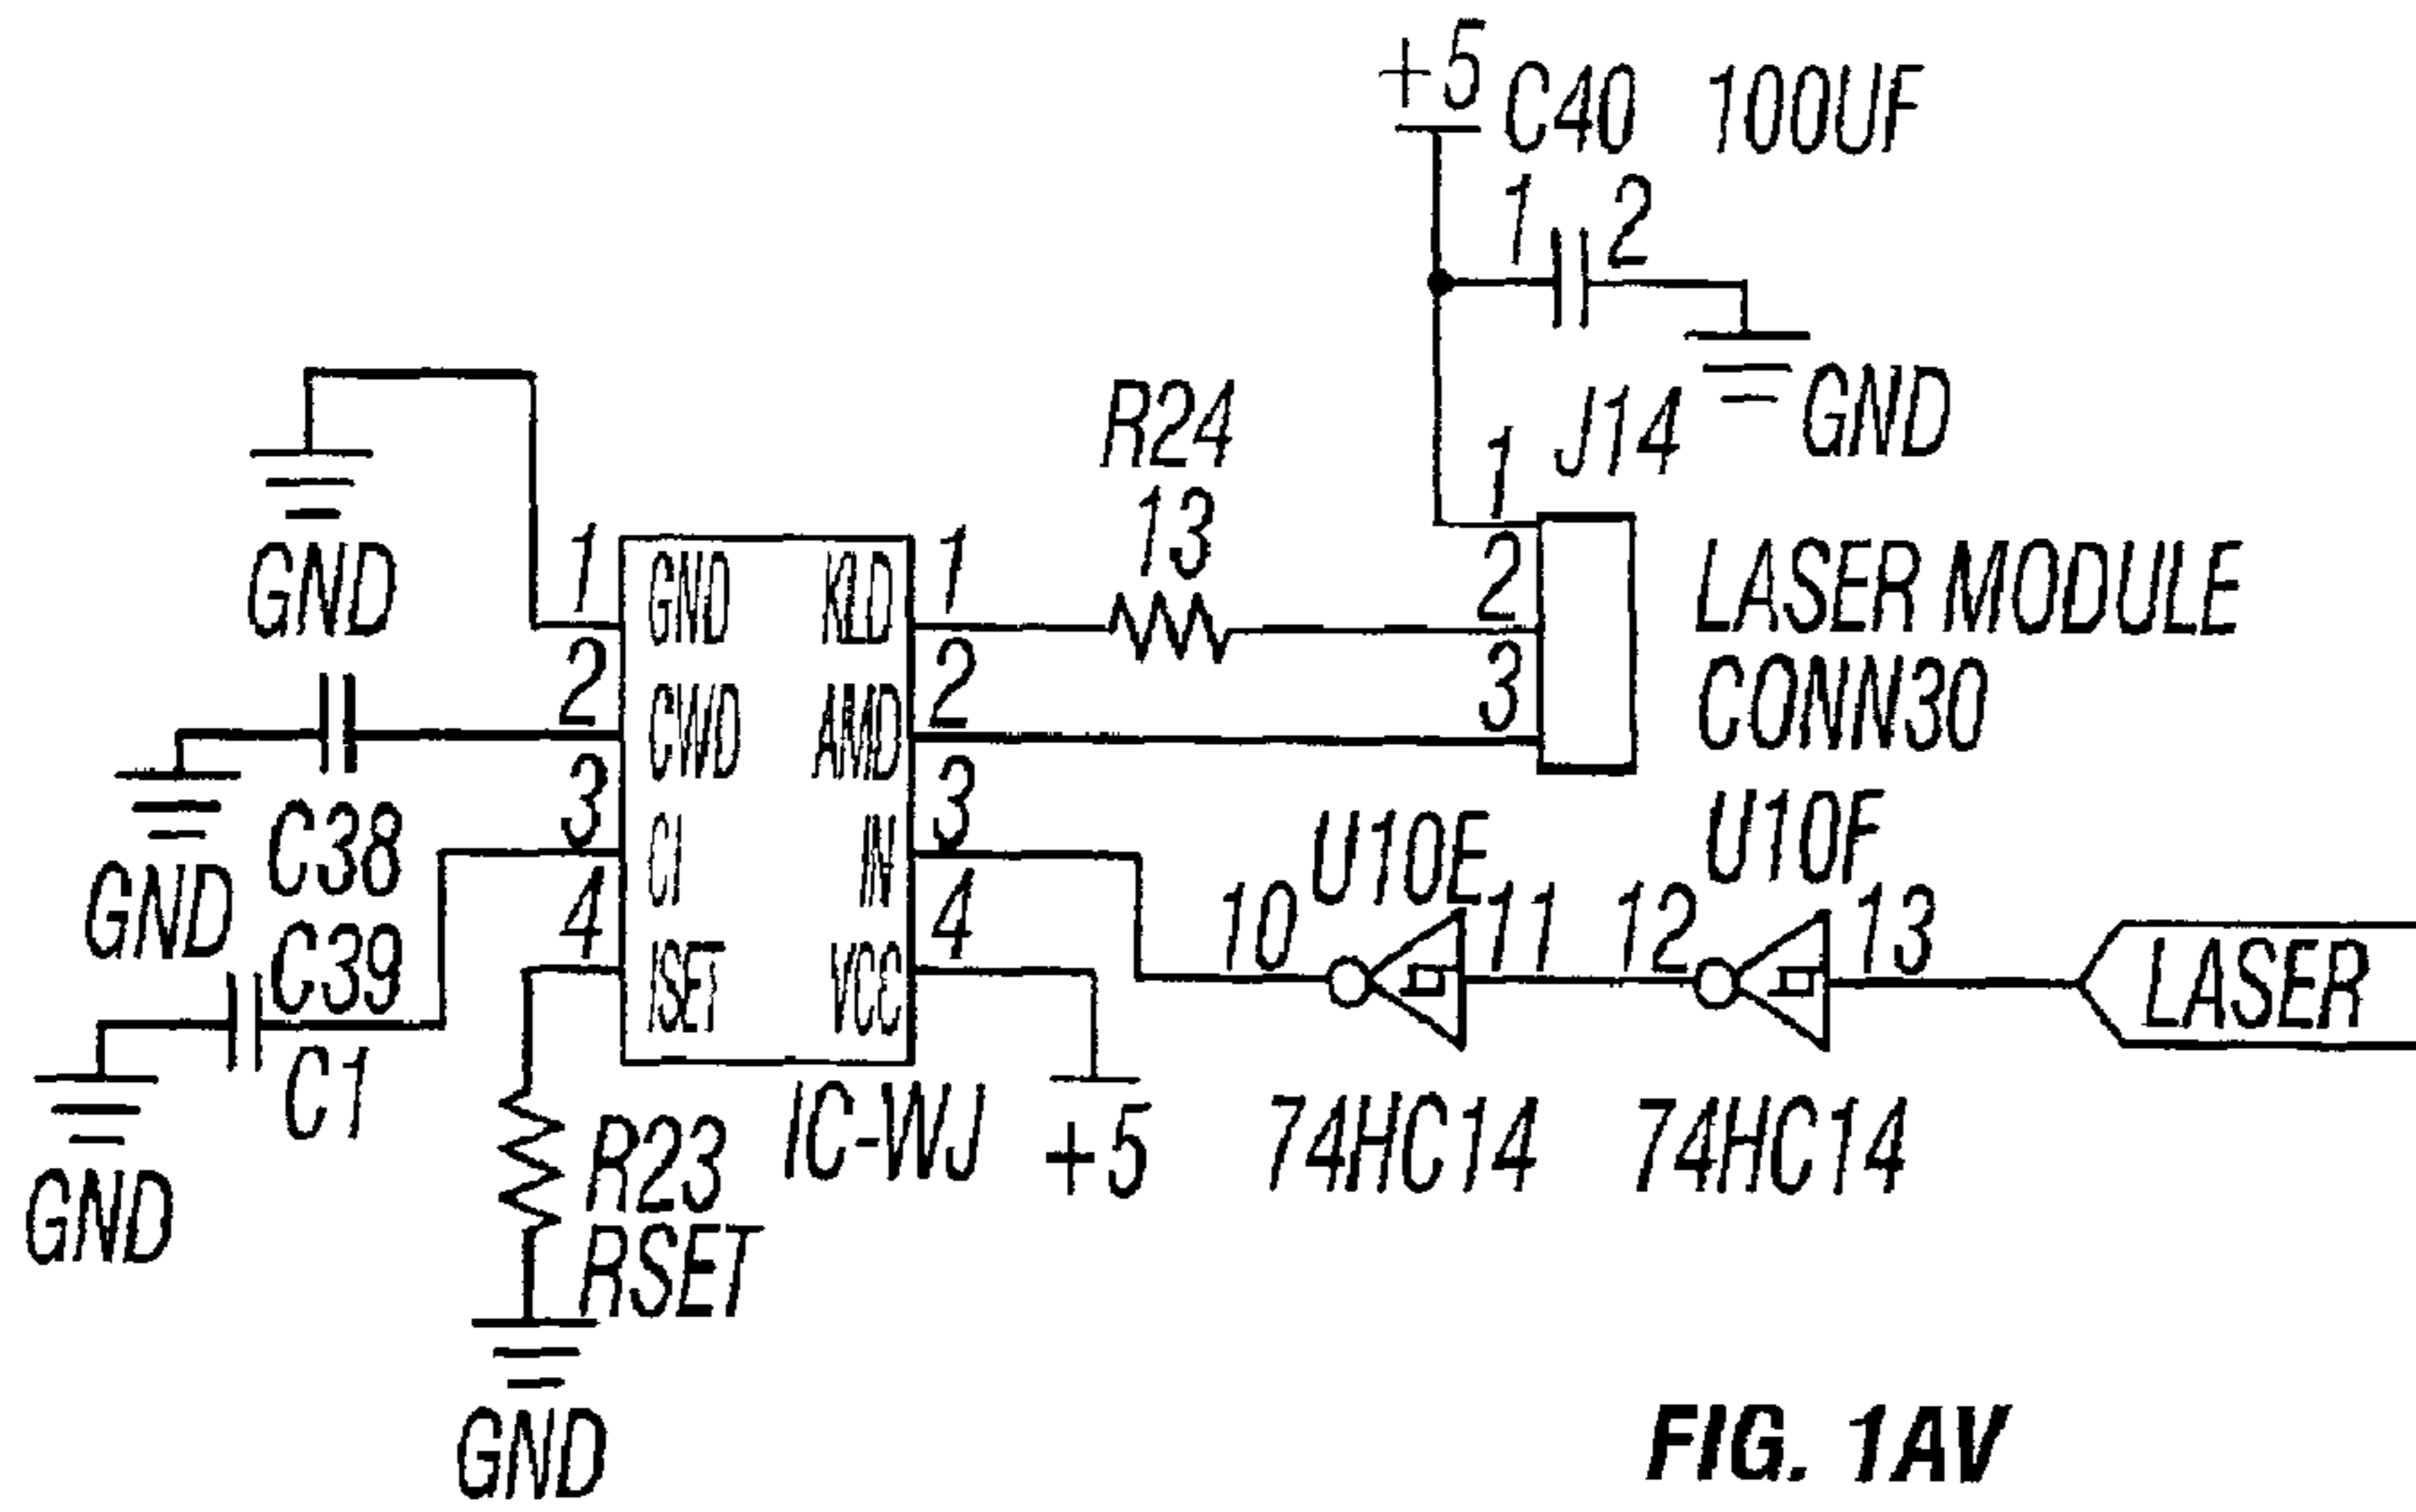 +5
C40 100UF
1 2
GND
R24
13
J14
1
2
3
LASER MODULE
CONN30
GND
1
2
3
4
GND KLD
CWD AMD
CI IN
ISET VCC
1
2
3
4
IC-WJ
C38
GND
C39
C1
GND
R23
RSET
GND
+5
U10E
10 11
74HC14
U10F
12 13
74HC14
LASER
FIG. 1AV